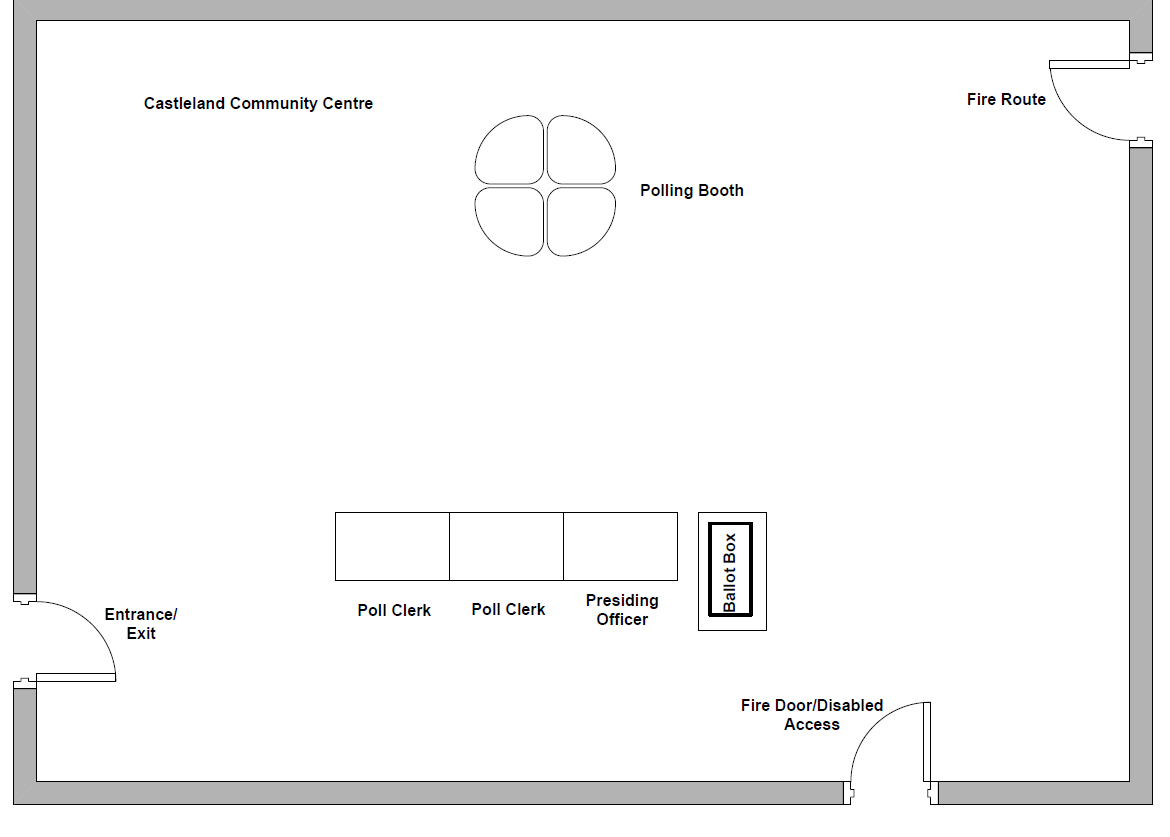 Castleland Community Centre
Fire Route
Polling Booth
Ballot Box
Poll Clerk
Poll Clerk
Presiding
Officer
Entrance/
Exit
Fire Door/Disabled
Access